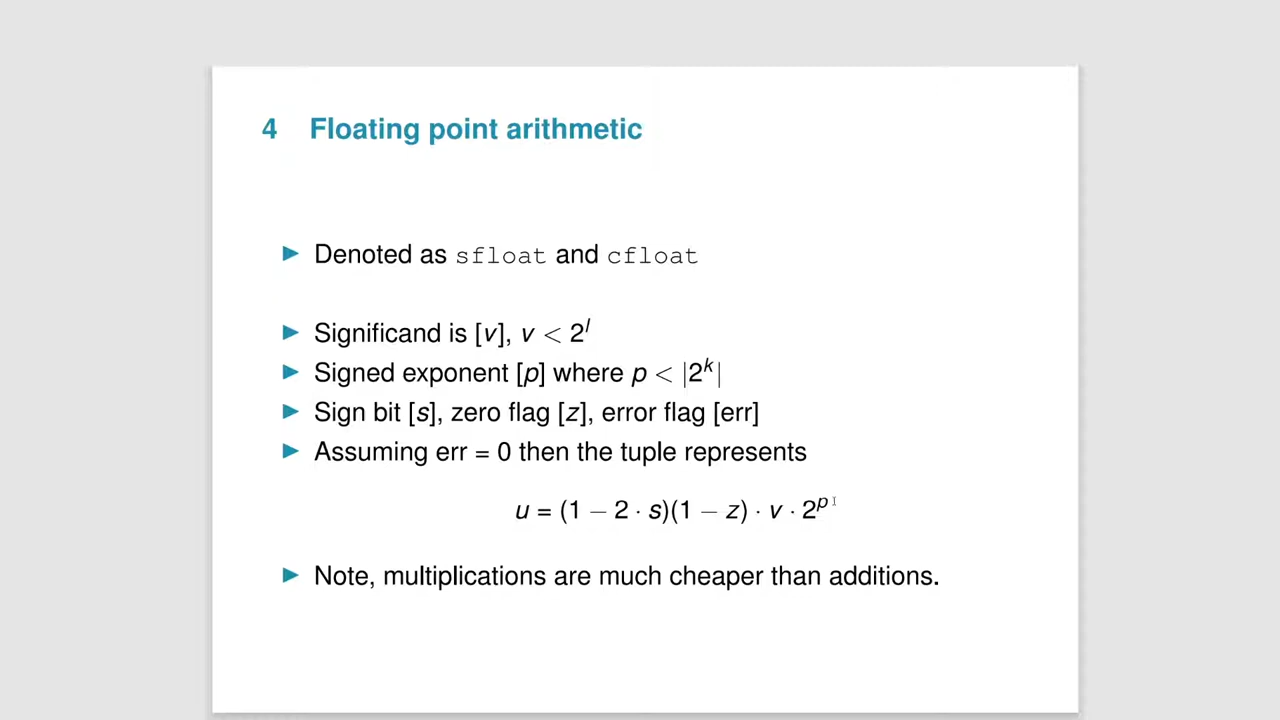 4 Floating point arithmetic
▶ Denoted as sfloat and cfloat
▶ Significand is [v], v < 2^l
▶ Signed exponent [p] where p < |2^k|
▶ Sign bit [s], zero flag [z], error flag [err]
▶ Assuming err = 0 then the tuple represents
u = (1 − 2 · s)(1 − z) · v · 2^p
▶ Note, multiplications are much cheaper than additions.